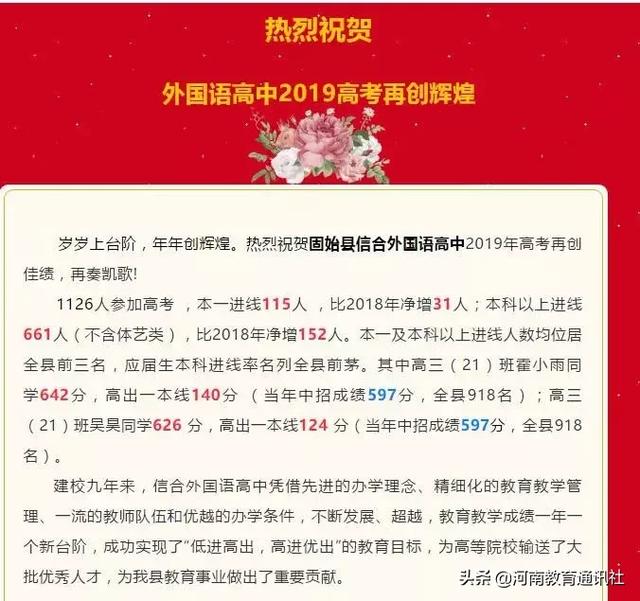 热烈祝贺
外国语高中2019高考再创辉煌
岁岁上台阶，年年创辉煌。热烈祝贺固始县信合外国语高中2019年高考再创
佳绩，再奏凯歌!
1126人参加高考 ，本一进线115人 ，比2018年净增31人；本科以上进线
661人（不含体艺类），比2018年净增152人。本一及本科以上进线人数均位居
全县前三名，应届生本科进线率名列全县前茅。其中高三（21）班霍小雨同
学642分，高出一本线140分 （当年中招成绩597分，全县918名）；高三
（21）班吴昊同学626 分，高出一本线124 分（当年中招成绩597分，全县918
名）。
建校九年来，信合外国语高中凭借先进的办学理念、精细化的教育教学管
理、一流的教师队伍和优越的办学条件，不断发展、超越，教育教学成绩一年一
个新台阶，成功实现了“低进高出，高进优出”的教育目标，为高等院校输送了大
批优秀人才，为我县教育事业做出了重要贡献。
头条 @河南教育通讯社